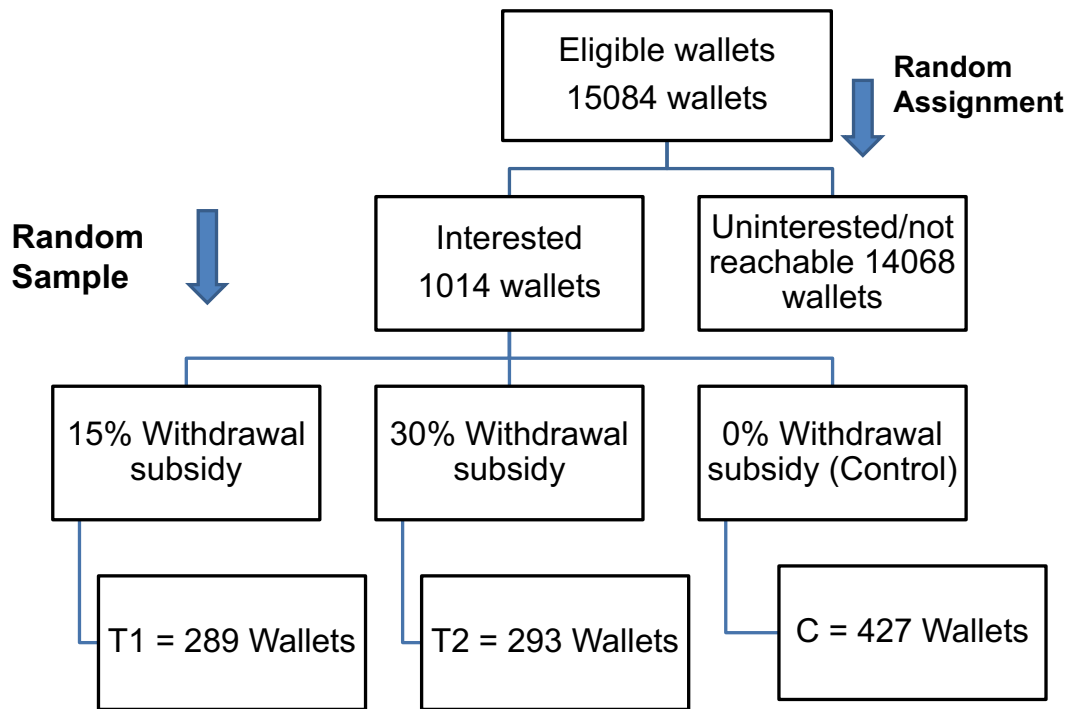 Eligible wallets
15084 wallets
Random
Assignment
Random
Sample
Interested
1014 wallets
Uninterested/not
reachable 14068
wallets
15% Withdrawal
subsidy
30% Withdrawal
subsidy
0% Withdrawal
subsidy (Control)
T1 = 289 Wallets
T2 = 293 Wallets
C = 427 Wallets